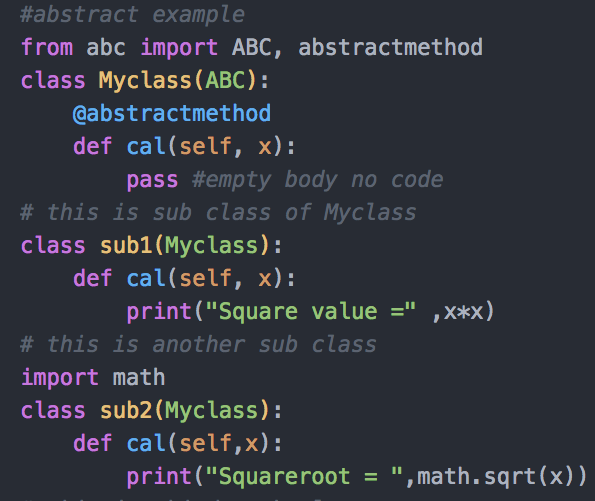 #abstract example
from abc import ABC, abstractmethod
class Myclass(ABC):
    @abstractmethod
    def cal(self, x):
        pass #empty body no code
# this is sub class of Myclass
class sub1(Myclass):
    def cal(self, x):
        print("Square value =" ,x*x)
# this is another sub class
import math
class sub2(Myclass):
    def cal(self,x):
        print("Squareroot = ",math.sqrt(x))